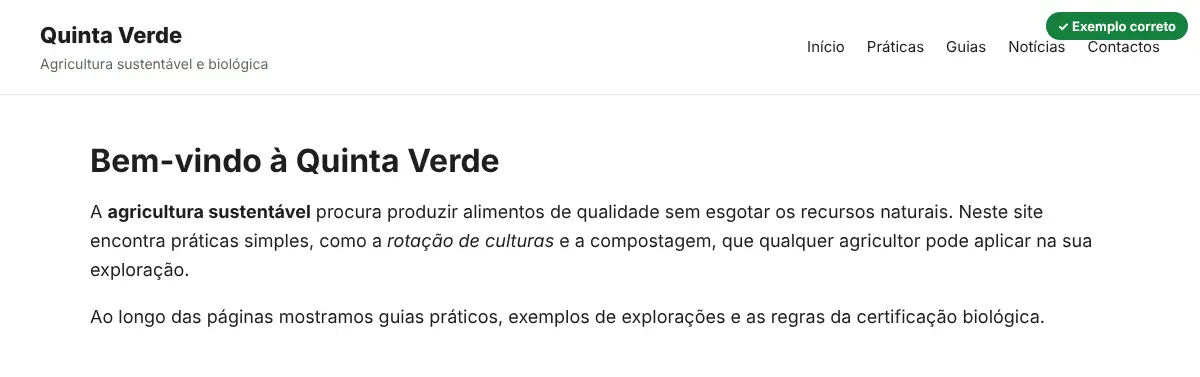 Quinta Verde
Agricultura sustentável e biológica
✓ Exemplo correto
Início Práticas Guias Notícias Contactos
Bem-vindo à Quinta Verde
A agricultura sustentável procura produzir alimentos de qualidade sem esgotar os recursos naturais. Neste site
encontra práticas simples, como a rotação de culturas e a compostagem, que qualquer agricultor pode aplicar na sua
exploração.
Ao longo das páginas mostramos guias práticos, exemplos de explorações e as regras da certificação biológica.